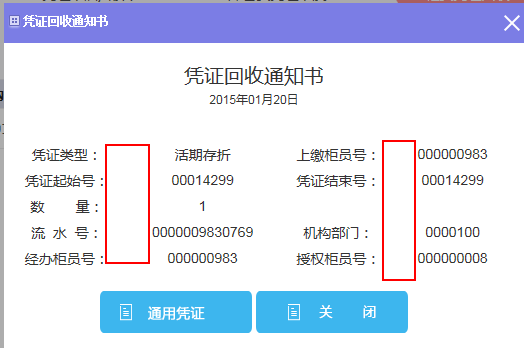 凭证回收通知书
凭证回收通知书
2015年01月20日
凭证类型： 活期存折 上缴柜员号： 000000983
凭证起始号： 00014299 凭证结束号： 00014299
数 量： 1
流 水 号： 0000009830769 机构部门： 0000100
经办柜员号： 000000983 授权柜员号： 000000008
通用凭证 关 闭